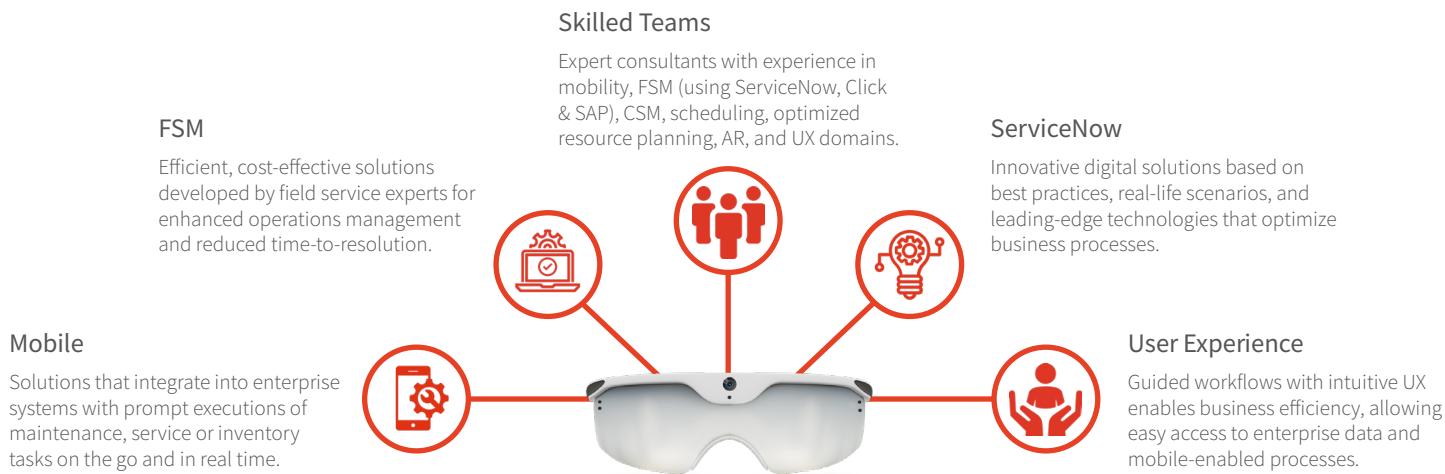 Skilled Teams
Expert consultants with experience in
mobility, FSM (using ServiceNow, Click
& SAP), CSM, scheduling, optimized
resource planning, AR, and UX domains.
FSM
Efficient, cost-effective solutions
developed by field service experts for
enhanced operations management
and reduced time-to-resolution.
ServiceNow
Innovative digital solutions based on
best practices, real-life scenarios, and
leading-edge technologies that optimize
business processes.
Mobile
Solutions that integrate into enterprise
systems with prompt executions of
maintenance, service or inventory
tasks on the go and in real time.
User Experience
Guided workflows with intuitive UX
enables business efficiency, allowing
easy access to enterprise data and
mobile-enabled processes.